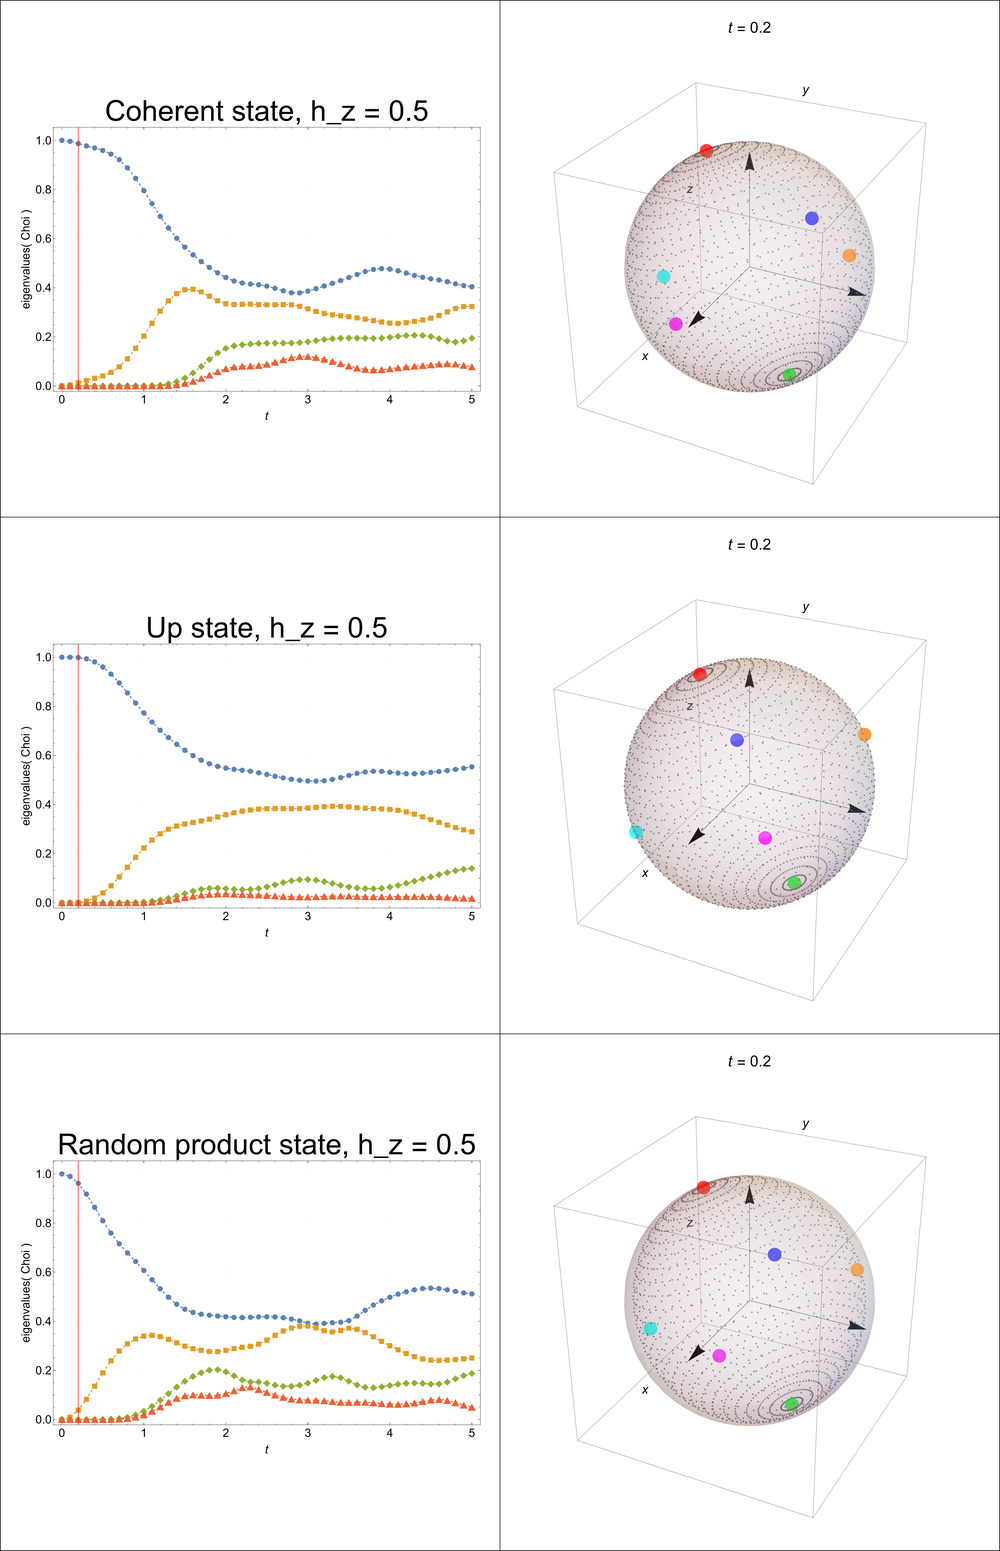 Coherent state, h_z = 0.5
eigenvalues( Choi )
1.0
0.8
0.6
0.4
0.2
0.0
0 1 2 3 4 5
t
t = 0.2
y
z
x
Up state, h_z = 0.5
eigenvalues( Choi )
1.0
0.8
0.6
0.4
0.2
0.0
0 1 2 3 4 5
t
t = 0.2
y
z
x
Random product state, h_z = 0.5
eigenvalues( Choi )
1.0
0.8
0.6
0.4
0.2
0.0
0 1 2 3 4 5
t
t = 0.2
y
z
x